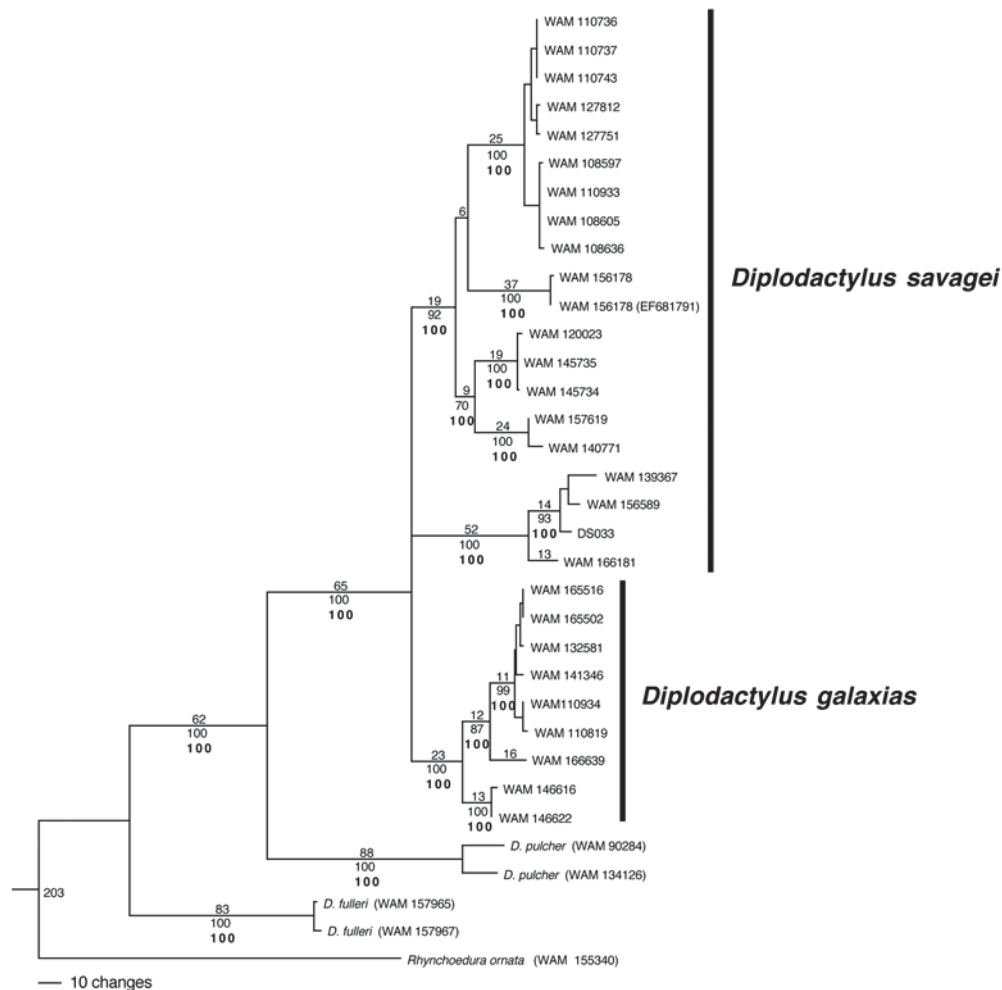 WAM 110736
WAM 110737
WAM 110743
WAM 127812
WAM 127751
25
100
100
WAM 108597
WAM 110933
WAM 108605
WAM 108636
6
WAM 156178
37
100
100
WAM 156178 (EF681791)
Diplodactylus savagei
19
92
100
WAM 120023
19
100
100
WAM 145735
WAM 145734
9
70
100
WAM 157619
24
100
100
WAM 140771
WAM 139367
14
93
100
WAM 156589
DS033
52
100
100
13
WAM 166181
65
100
100
WAM 165516
WAM 165502
WAM 132581
WAM 141346
11
99
100
WAM110934
WAM 110819
Diplodactylus galaxias
12
87
100
16
WAM 166639
23
100
100
WAM 146616
13
100
100
WAM 146622
62
100
100
D. pulcher (WAM 90284)
88
100
100
D. pulcher (WAM 134126)
203
D. fulleri (WAM 157965)
83
100
100
D. fulleri (WAM 157967)
Rhynchoedura ornata (WAM 155340)
10 changes